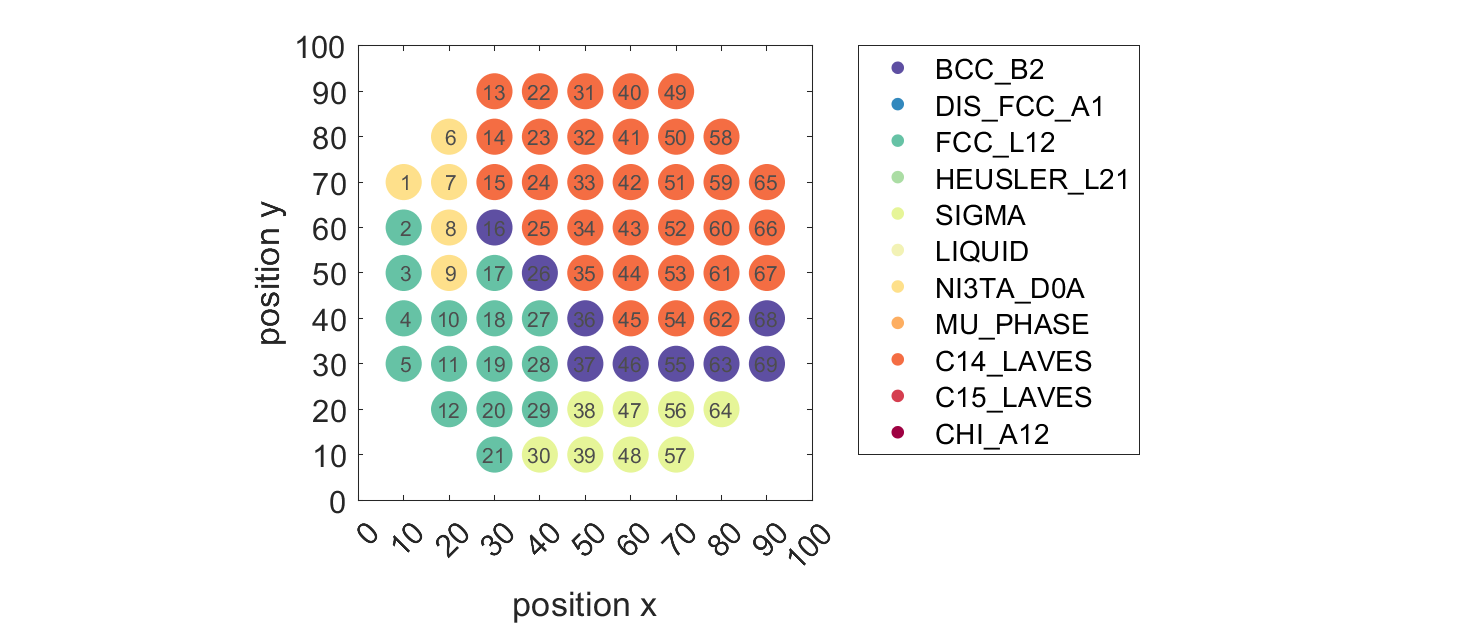 100
90 13 22 31 40 49
80 6 14 23 32 41 50 58
70 1 7 15 24 33 42 51 59 65
60 2 8 16 25 34 43 52 60 66
50 3 9 17 26 35 44 53 61 67
40 4 10 18 27 36 45 54 62 68
30 5 11 19 28 37 46 55 63 69
20 12 20 29 38 47 56 64
10 21 30 39 48 57
0
position y
0 10 20 30 40 50 60 70 80 90 100
position x
BCC_B2
DIS_FCC_A1
FCC_L12
HEUSLER_L21
SIGMA
LIQUID
NI3TA_D0A
MU_PHASE
C14_LAVES
C15_LAVES
CHI_A12